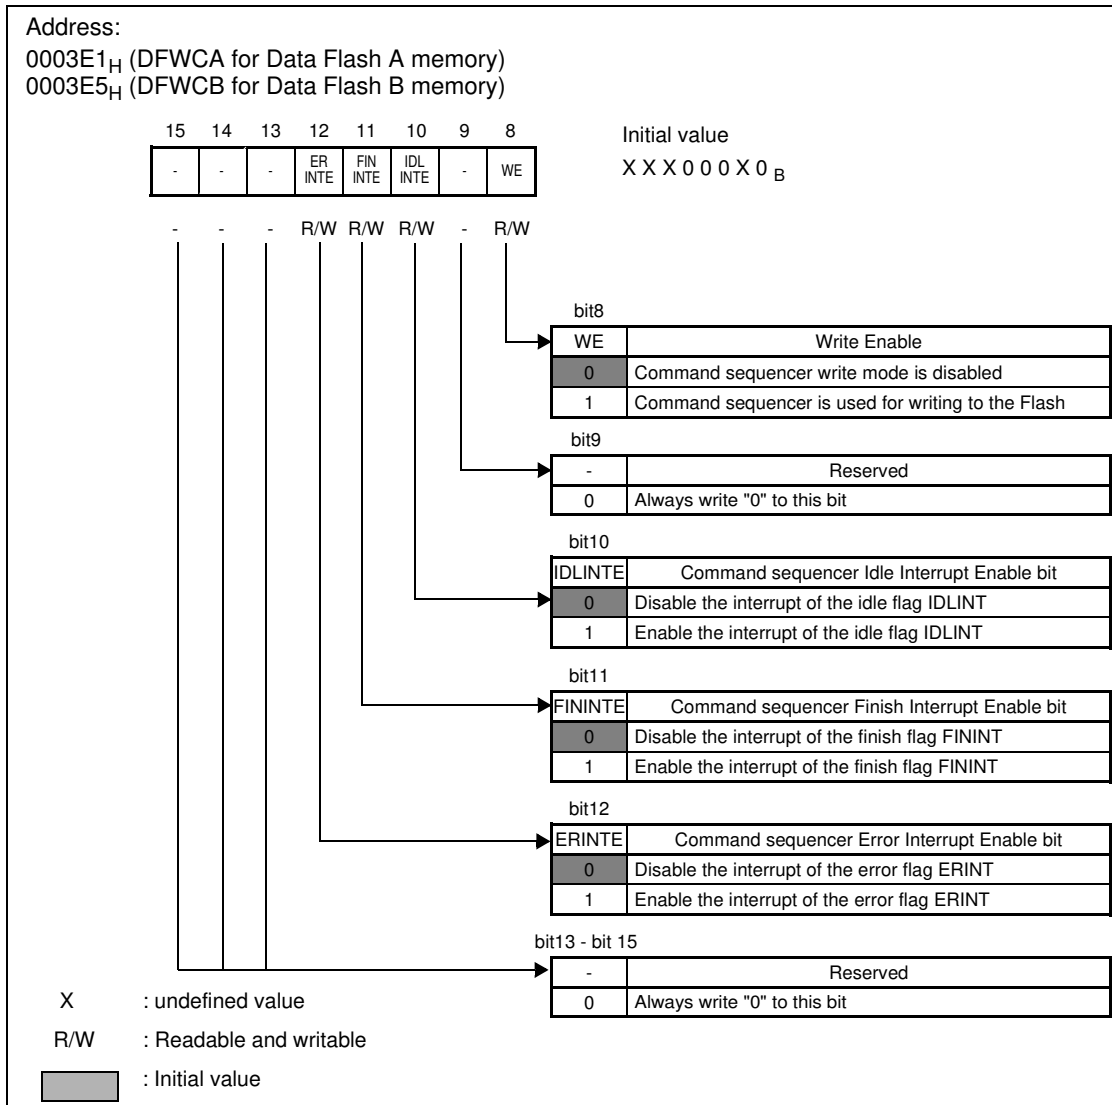 Address:
0003E1H (DFWCA for Data Flash A memory)
0003E5H (DFWCB for Data Flash B memory)
15 14 13 12 11 10 9 8
Initial value
- - - ER INTE FIN INTE IDL INTE - WE
X X X 0 0 0 X 0 B
- - - R/W R/W R/W - R/W
bit8
WE Write Enable
0 Command sequencer write mode is disabled
1 Command sequencer is used for writing to the Flash
bit9
- Reserved
0 Always write "0" to this bit
bit10
IDLINTE Command sequencer Idle Interrupt Enable bit
0 Disable the interrupt of the idle flag IDLINT
1 Enable the interrupt of the idle flag IDLINT
bit11
FININTE Command sequencer Finish Interrupt Enable bit
0 Disable the interrupt of the finish flag FININT
1 Enable the interrupt of the finish flag FININT
bit12
ERINTE Command sequencer Error Interrupt Enable bit
0 Disable the interrupt of the error flag ERINT
1 Enable the interrupt of the error flag ERINT
bit13 - bit 15
- Reserved
0 Always write "0" to this bit
X : undefined value
R/W : Readable and writable
: Initial value